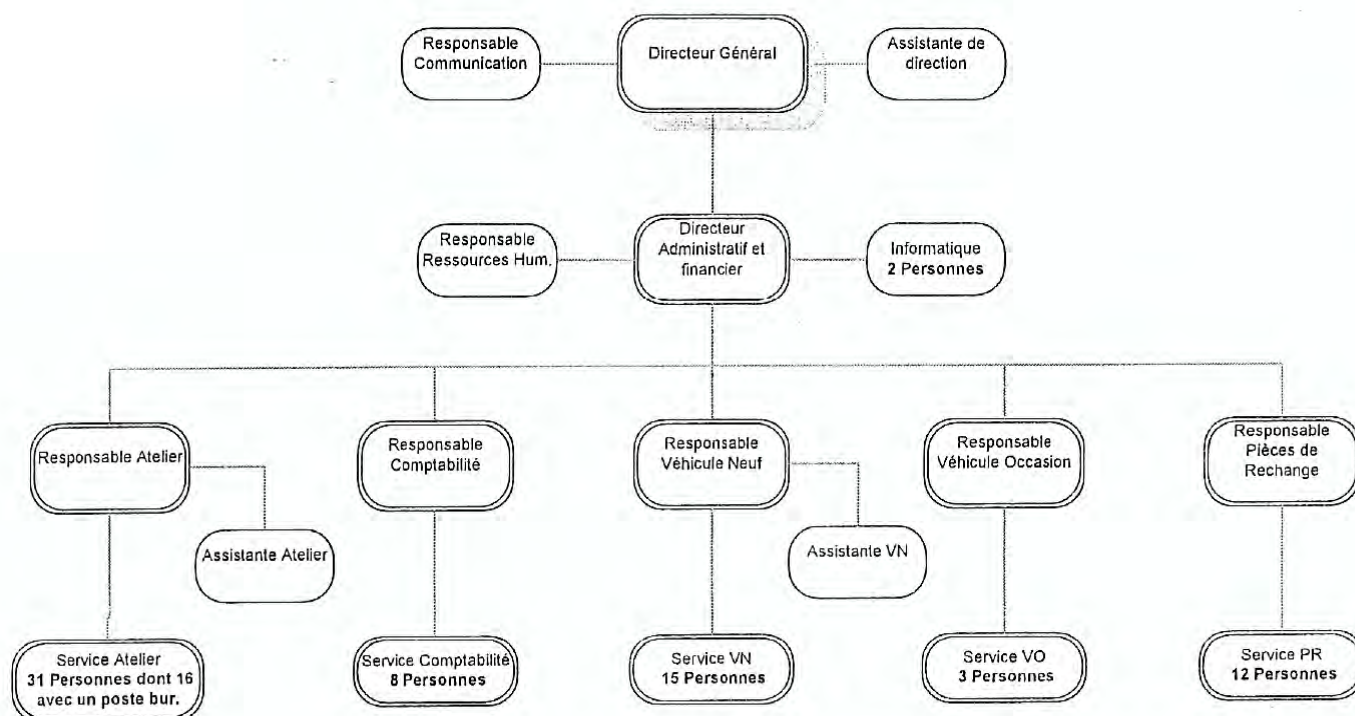 Responsable
Communication
Directeur Général
Assistante de
direction
Responsable
Ressources Hum.
Directeur
Administratif et
financier
Informatique
2 Personnes
Responsable Atelier
Responsable
Comptabilité
Responsable
Véhicule Neuf
Responsable
Véhicule Occasion
Responsable
Pièces de
Rechange
Assistante Atelier
Assistante VN
Service Atelier
31 Personnes dont 16
avec un poste bur.
Service Comptabilité
8 Personnes
Service VN
15 Personnes
Service VO
3 Personnes
Service PR
12 Personnes